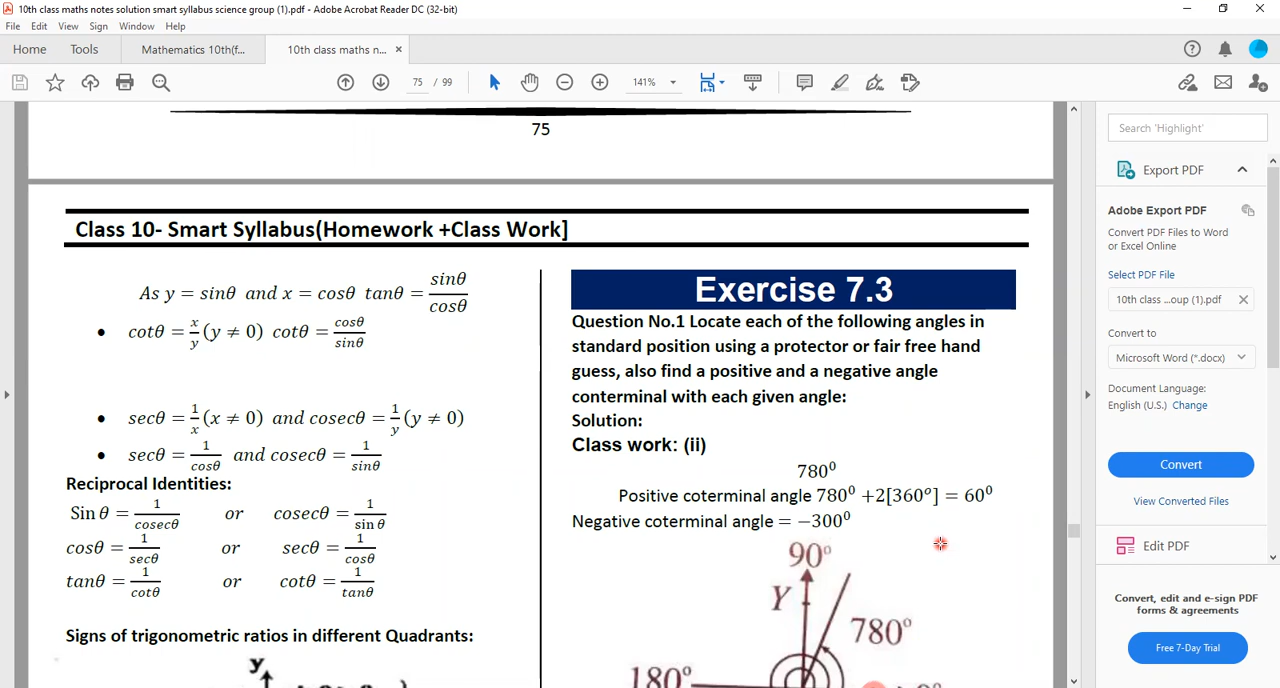 10th class maths notes solution smart syllabus science group (1).pdf - Adobe Acrobat Reader DC (32-bit)
File Edit View Sign Window Help
Home Tools Mathematics 10th(f... 10th class maths n... ×
75 / 99 141%
75
Class 10- Smart Syllabus(Homework +Class Work]
As y = sinθ and x = cosθ tanθ = sinθ/cosθ
• cotθ = x/y (y ≠ 0) cotθ = cosθ/sinθ
• secθ = 1/x (x ≠ 0) and cosecθ = 1/y (y ≠ 0)
• secθ = 1/cosθ and cosecθ = 1/sinθ
Reciprocal Identities:
Sin θ = 1/cosecθ or cosecθ = 1/sin θ
cosθ = 1/secθ or secθ = 1/cosθ
tanθ = 1/cotθ or cotθ = 1/tanθ
Signs of trigonometric ratios in different Quadrants:
y
Exercise 7.3
Question No.1 Locate each of the following angles in
standard position using a protector or fair free hand
guess, also find a positive and a negative angle
conterminal with each given angle:
Solution:
Class work: (ii)
780⁰
Positive coterminal angle 780⁰ +2[360ᵒ] = 60⁰
Negative coterminal angle = −300⁰
90º
Y
780º
180º
Search 'Highlight'
Export PDF
Adobe Export PDF
Convert PDF Files to Word
or Excel Online
Select PDF File
10th class ...oup (1).pdf ×
Convert to
Microsoft Word (*.docx)
Document Language:
English (U.S.) Change
Convert
View Converted Files
Edit PDF
Convert, edit and e-sign PDF
forms & agreements
Free 7-Day Trial